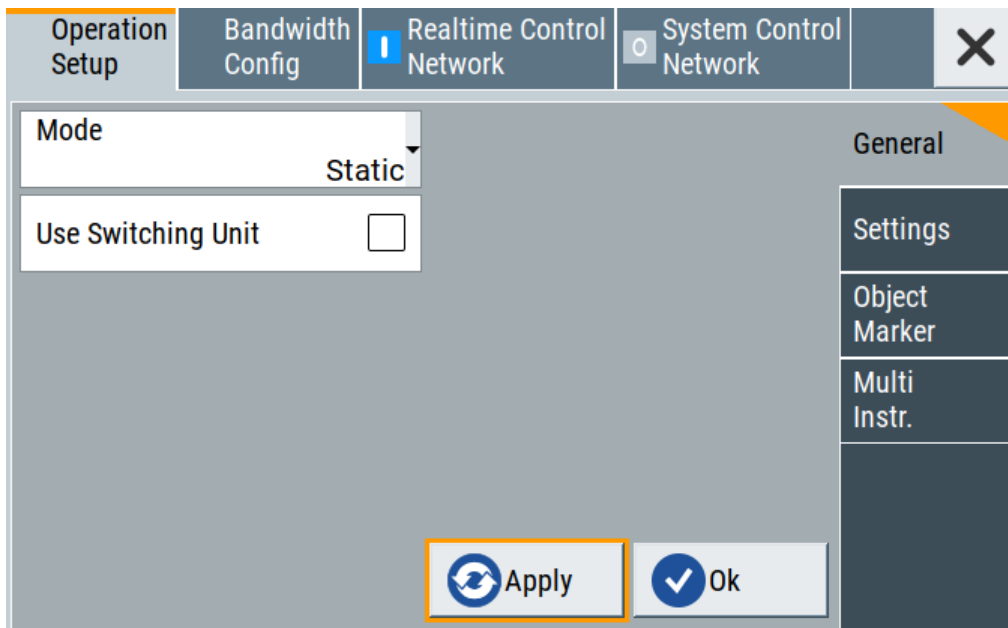 Operation
Setup
Bandwidth
Config
Realtime Control
Network
System Control
Network
Mode
Static
Use Switching Unit
General
Settings
Object
Marker
Multi
Instr.
Apply
Ok